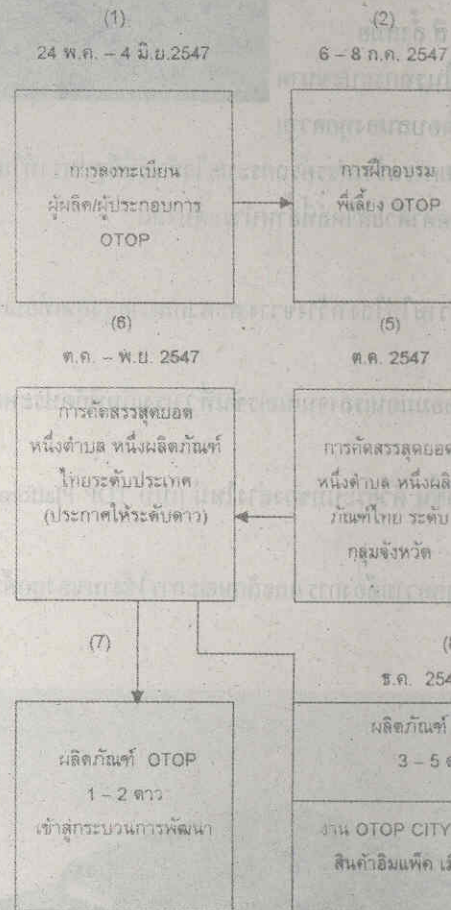 (1)
24 พ.ค. – 4 มิ.ย.2547
การลงทะเบียน
ผู้ผลิต/ผู้ประกอบการ
OTOP
(2)
6 – 8 ก.ค. 2547
การฝึกอบรม
พี่เลี้ยง OTOP
(6)
ต.ค. – พ.ย. 2547
การคัดสรรสุดยอด
หนึ่งตำบล หนึ่งผลิตภัณฑ์
ไทยระดับประเทศ
(ประกาศให้ระดับดาว)
(5)
ต.ค. 2547
การคัดสรรสุดยอด
หนึ่งตำบล หนึ่งผลิ
ภัณฑ์ไทย ระดับ
กลุ่มจังหวัด
(7)
ผลิตภัณฑ์ OTOP
1 – 2 ดาว
เข้าสู่กระบวนการพัฒนา
ธ.ค. 254
ผลิตภัณฑ์
3 – 5
งาน OTOP CITY
สินค้าอิมแพ็ค